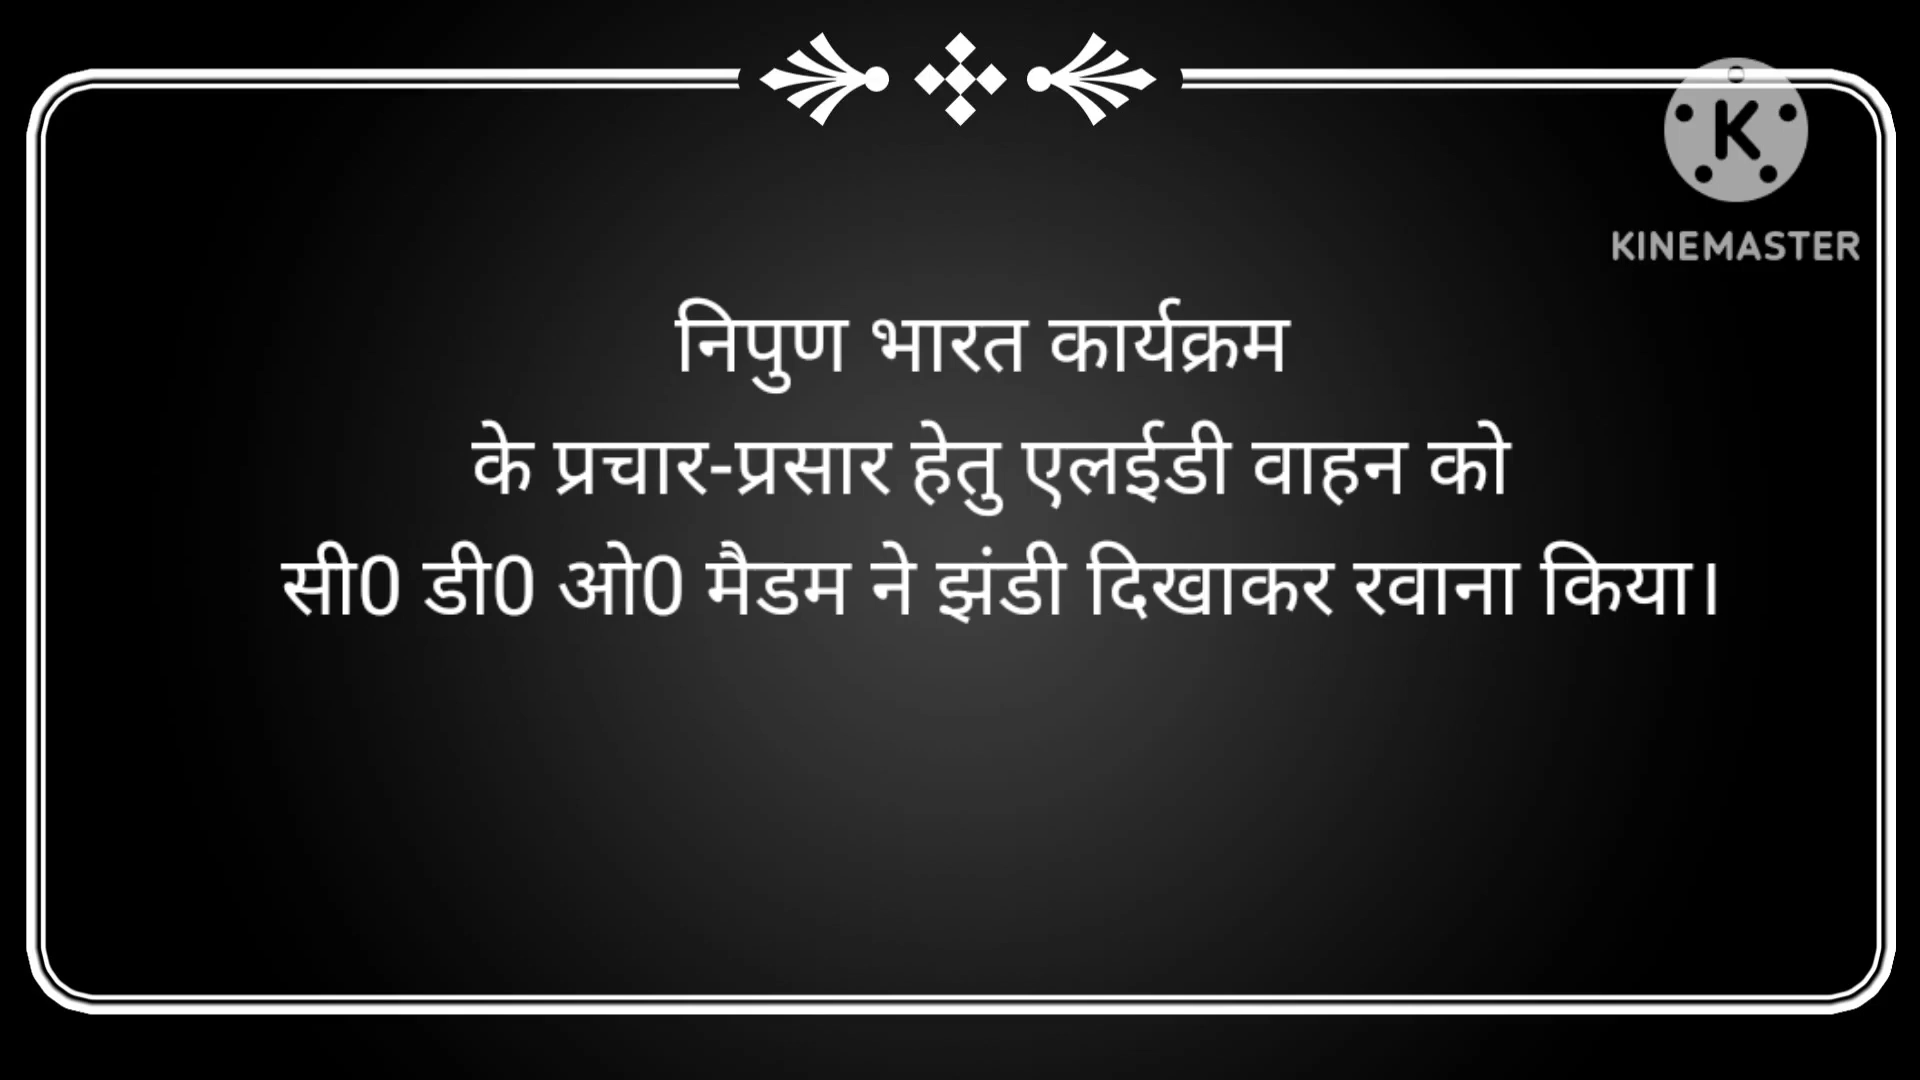 KINEMASTER
निपुण भारत कार्यक्रम
के प्रचार-प्रसार हेतु एलईडी वाहन को
सी0 डी0 ओ0 मैडम ने झंडी दिखाकर रवाना किया।